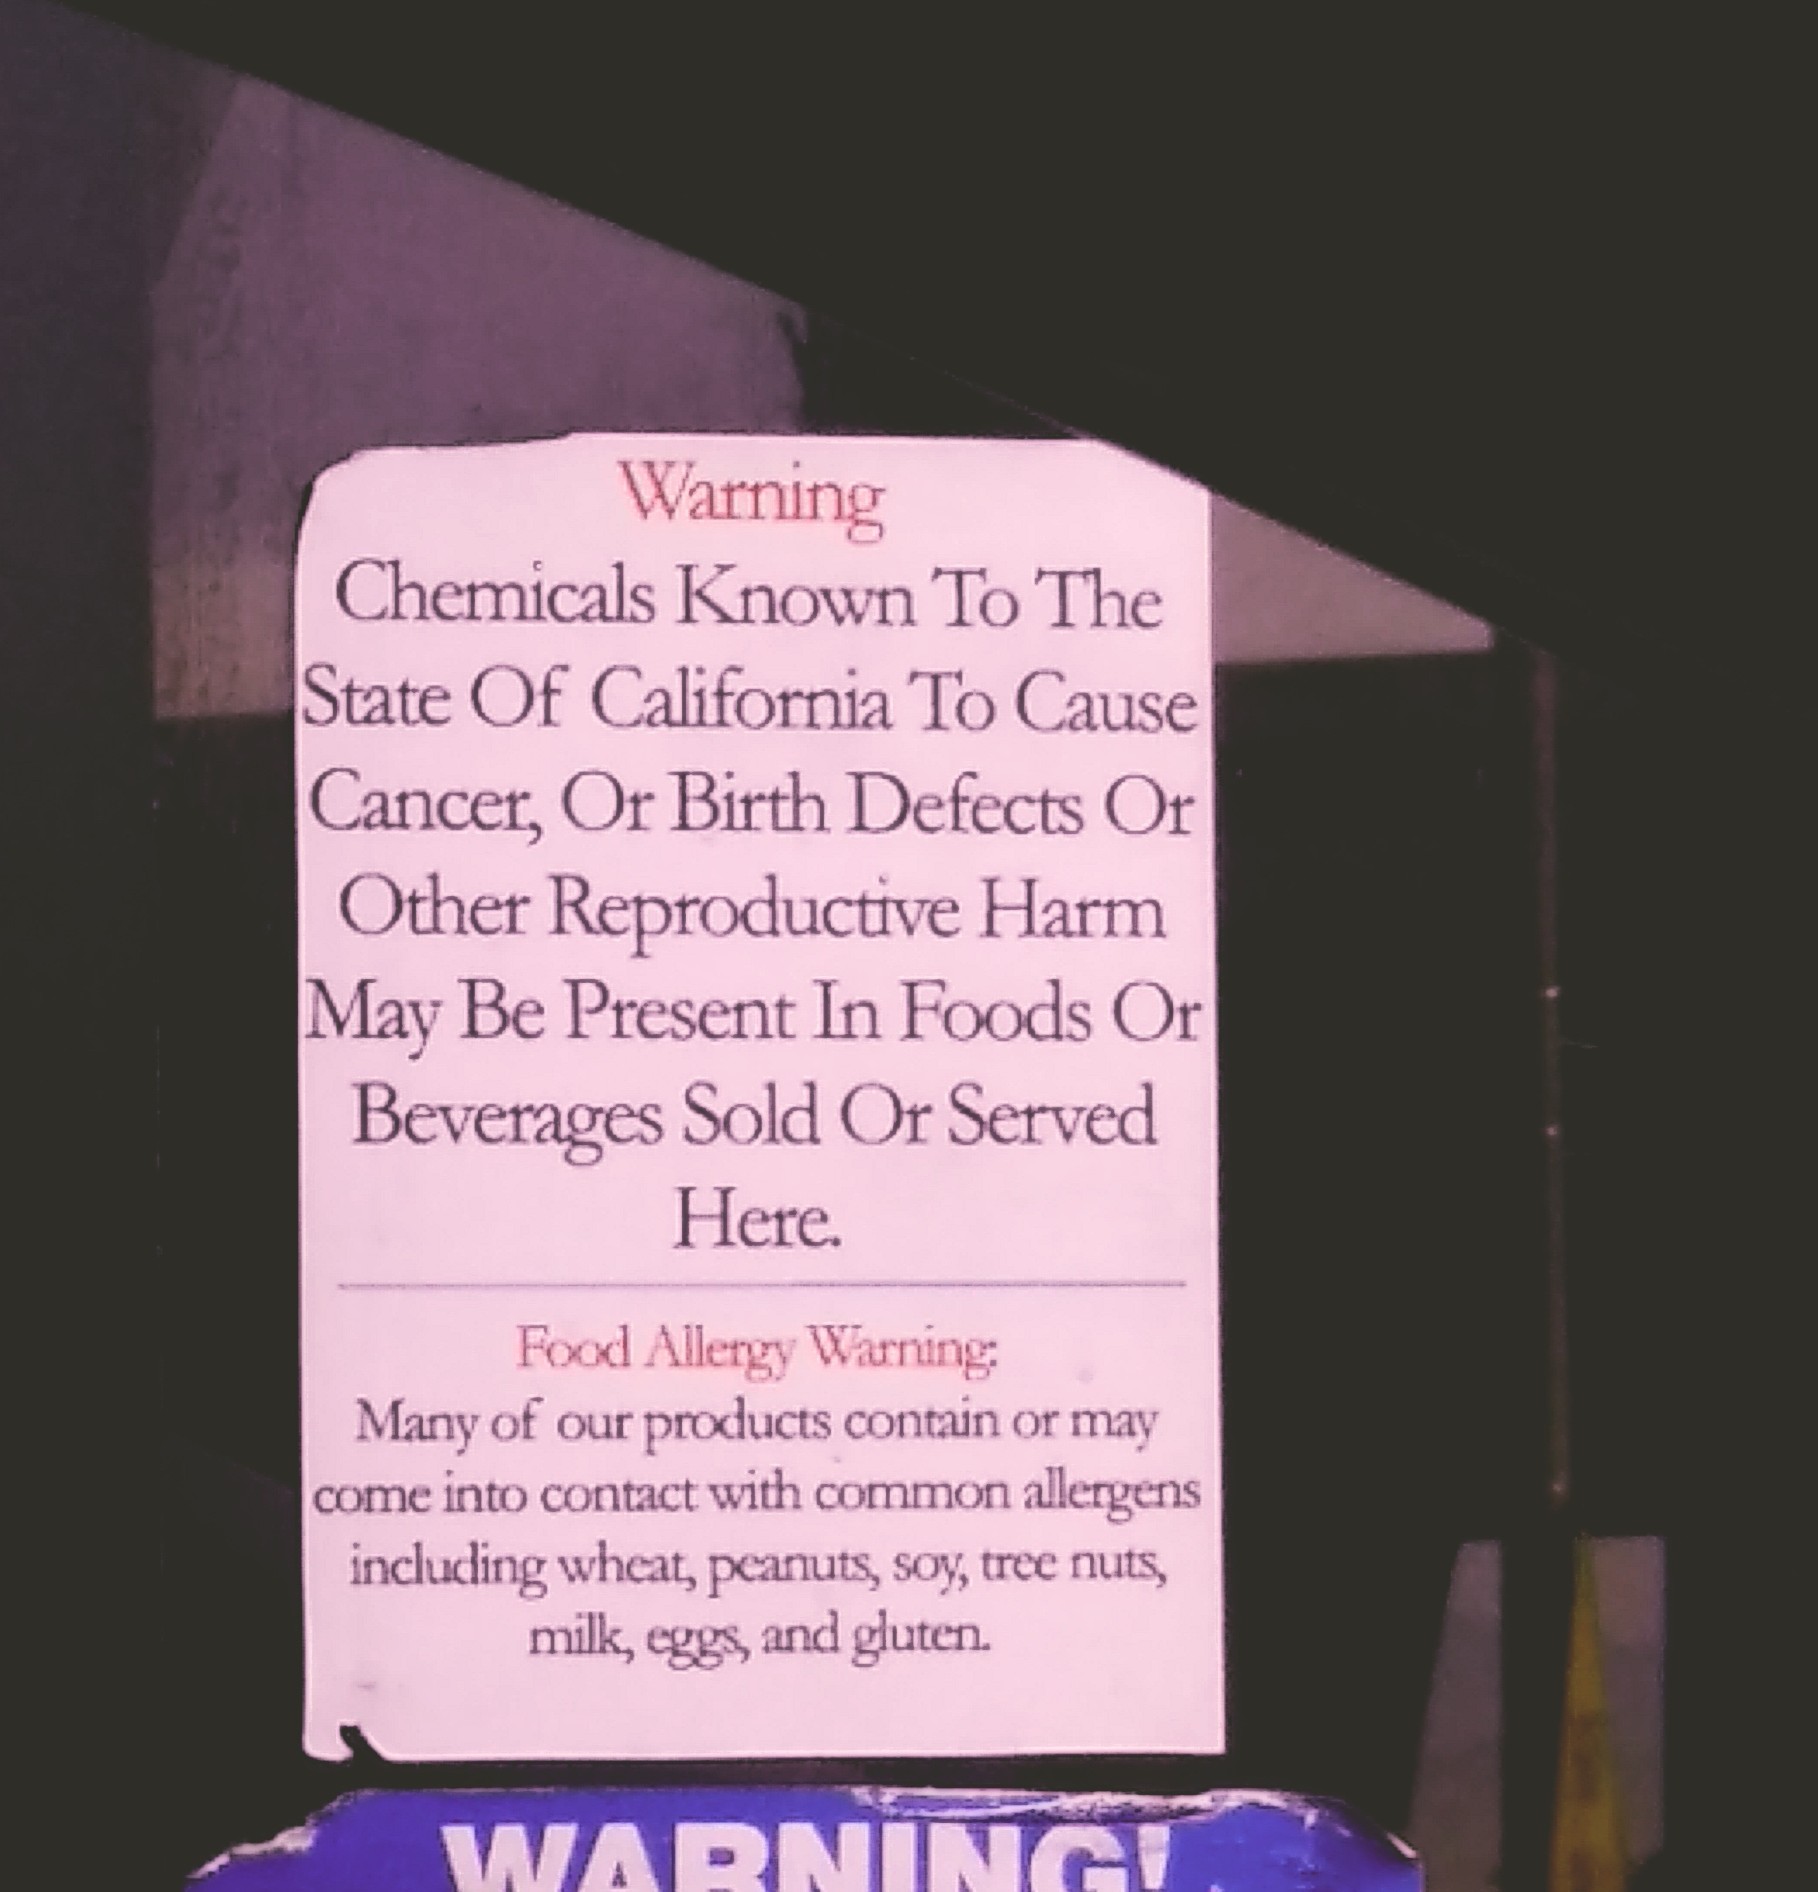 Warning
Chemicals Known To The
State Of California To Cause
Cancer, Or Birth Defects Or
Other Reproductive Harm
May Be Present In Foods Or
Beverages Sold Or Served
Here.
Food Allergy Warning:
Many of our products contain or may
come into contact with common allergens
including wheat, peanuts, soy, tree nuts,
milk, eggs, and gluten.
WARNING!